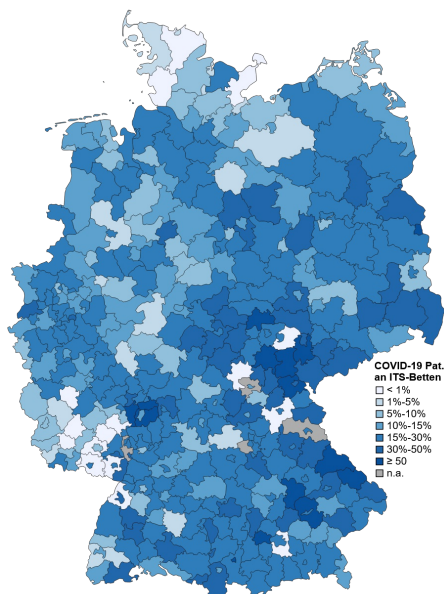 COVID-19 Pat.
an ITS-Betten
< 1%
1%-5%
5%-10%
10%-15%
15%-30%
30%-50%
≥ 50
n.a.